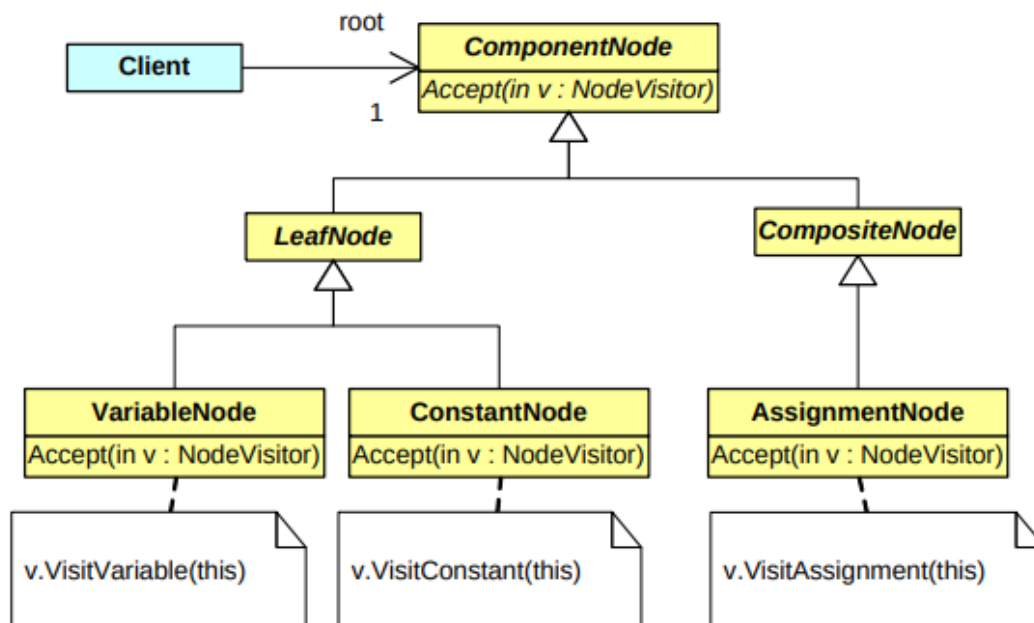 root
Client
ComponentNode
Accept(in v : NodeVisitor)
1
LeafNode
CompositeNode
VariableNode
ConstantNode
AssignmentNode
Accept(in v : NodeVisitor)
Accept(in v : NodeVisitor)
Accept(in v : NodeVisitor)
v.VisitVariable(this)
v.VisitConstant(this)
v.VisitAssignment(this)